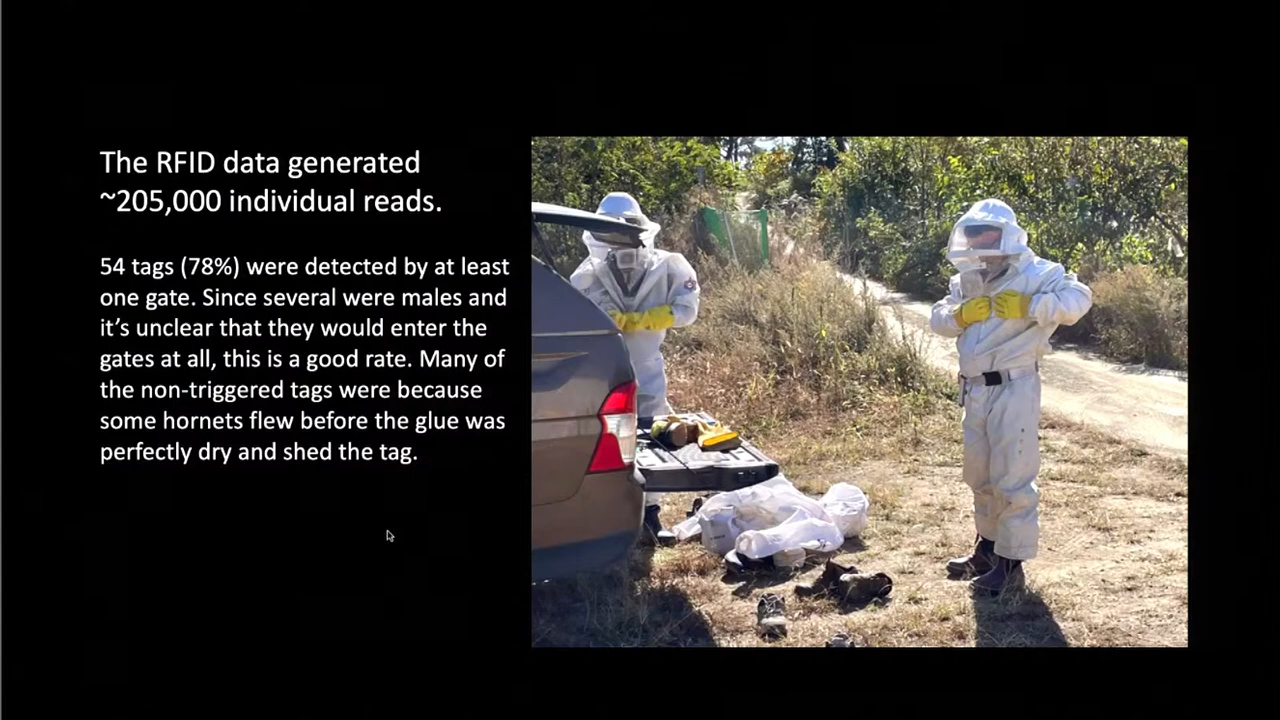 The RFID data generated
~205,000 individual reads.
54 tags (78%) were detected by at least
one gate. Since several were males and
it's unclear that they would enter the
gates at all, this is a good rate. Many of
the non-triggered tags were because
some hornets flew before the glue was
perfectly dry and shed the tag.